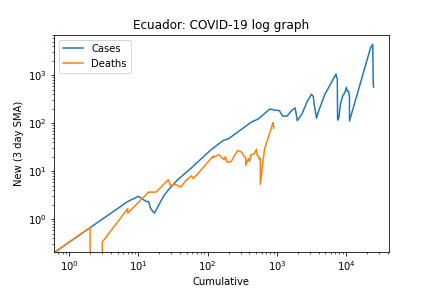 Ecuador: COVID-19 log graph
Cases
Deaths
New (3 day SMA)
10³
10²
10¹
10⁰
10⁰ 10¹ 10² 10³ 10⁴
Cumulative